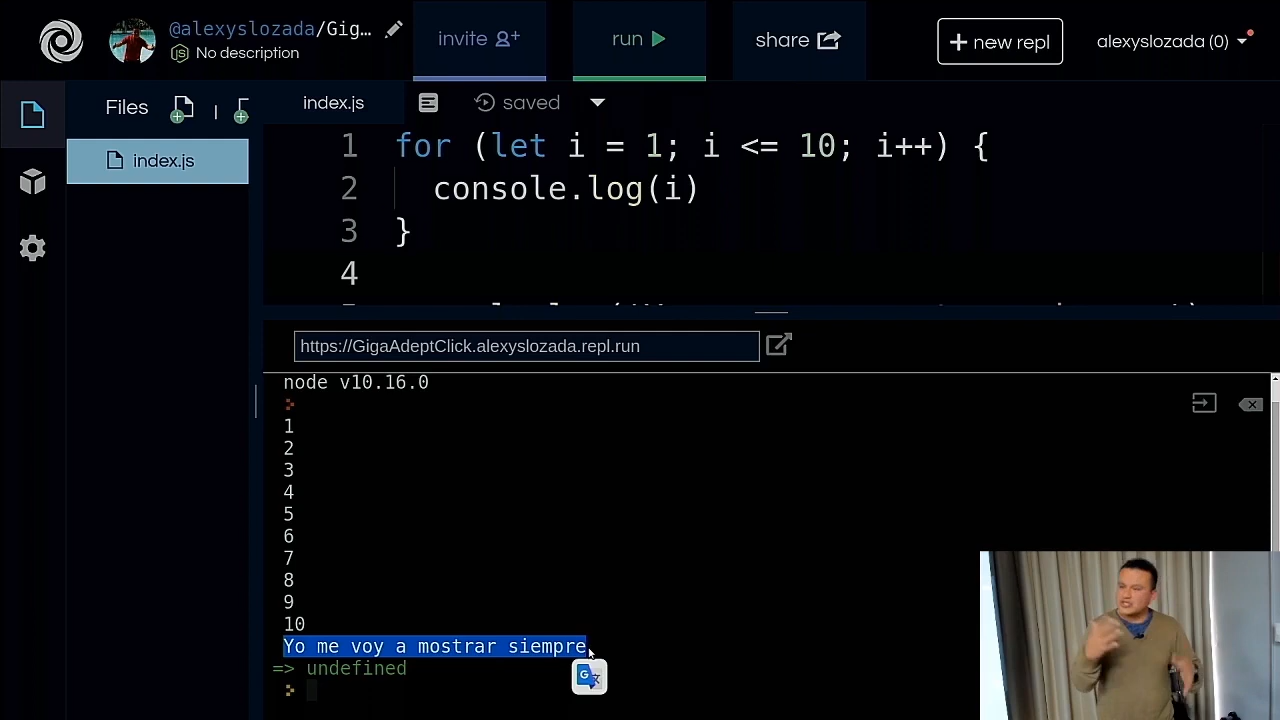 @alexyslozada/Gig...
No description
invite
run
share
+ new repl
alexyslozada (0)
Files
index.js
saved
index.js
1 for (let i = 1; i <= 10; i++) {
2 console.log(i)
3 }
4
https://GigaAdeptClick.alexyslozada.repl.run
node v10.16.0
1
2
3
4
5
6
7
8
9
10
Yo me voy a mostrar siempre
=> undefined